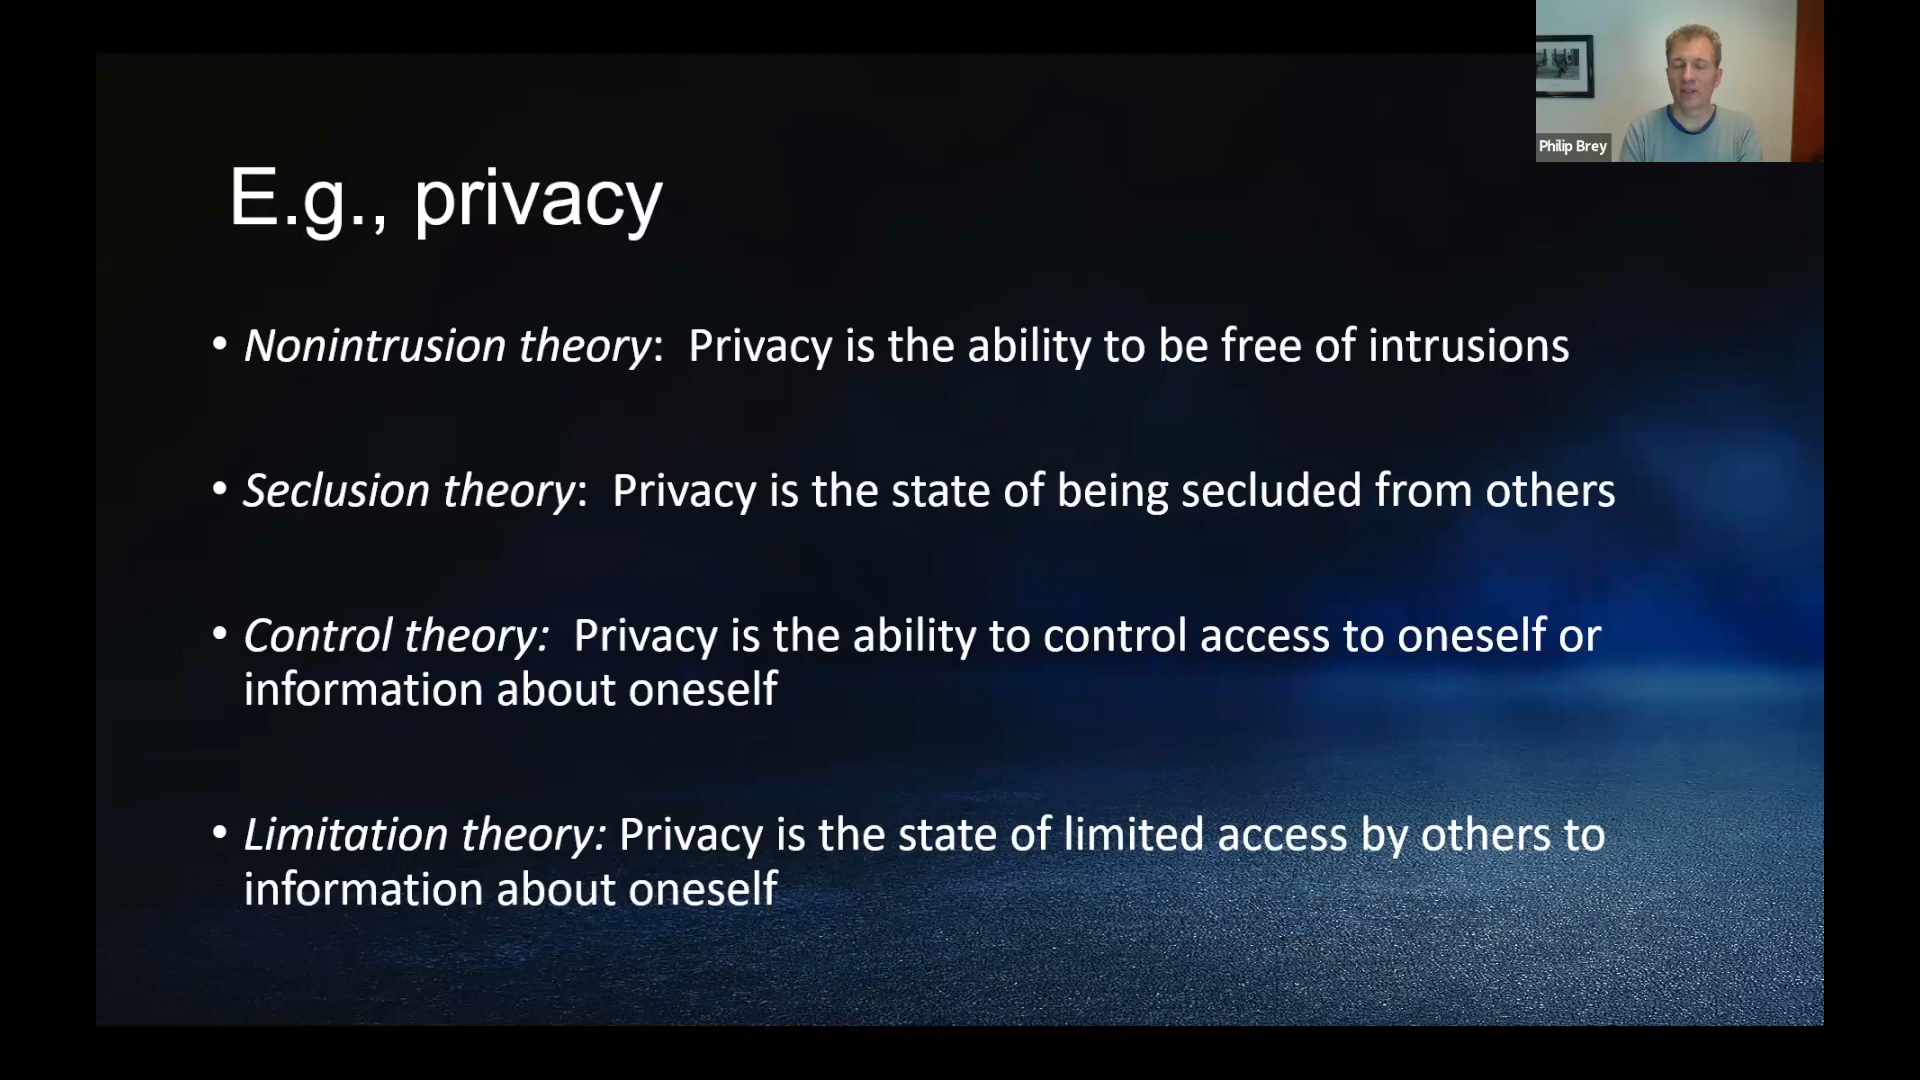 Philip Brey
E.g., privacy
• Nonintrusion theory:  Privacy is the ability to be free of intrusions
• Seclusion theory:  Privacy is the state of being secluded from others
• Control theory:  Privacy is the ability to control access to oneself or
information about oneself
• Limitation theory: Privacy is the state of limited access by others to
information about oneself